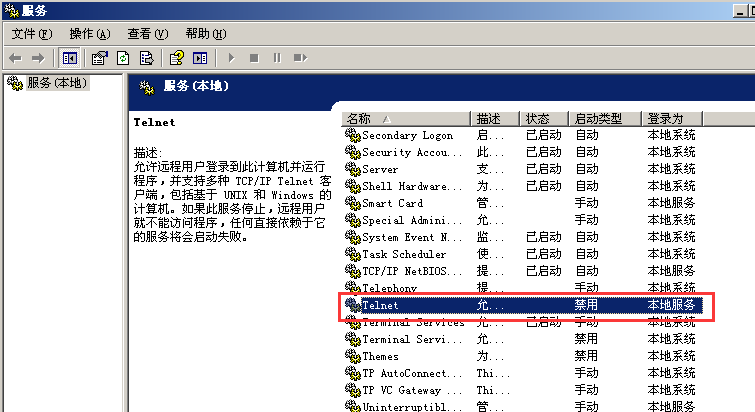 服务
文件(F) 操作(A) 查看(V) 帮助(H)
服务(本地)
服务(本地)
Telnet
描述:
允许远程用户登录到此计算机并运行
程序，并支持多种 TCP/IP Telnet 客
户端，包括基于 UNIX 和 Windows 的
计算机。如果此服务停止，远程用户
就不能访问程序，任何直接依赖于它
的服务将会启动失败。
名称 描述 状态 启动类型 登录为
Secondary Logon 启... 已启动 自动 本地系统
Security Accou... 此... 已启动 自动 本地系统
Server 支... 已启动 自动 本地系统
Shell Hardware... 为... 已启动 自动 本地系统
Smart Card 管... 手动 本地服务
Special Admini... 允... 手动 本地系统
System Event N... 监... 已启动 自动 本地系统
Task Scheduler 使... 已启动 自动 本地系统
TCP/IP NetBIOS... 提... 已启动 自动 本地服务
Telephony 提... 手动 本地系统
Telnet 允... 禁用 本地服务
Terminal Services 允... 已启动 手动 本地系统
Terminal Servi... 允... 禁用 本地系统
Themes 为... 禁用 本地系统
TP AutoConnect... Thi... 手动 本地系统
TP VC Gateway ... Thi... 手动 本地系统
Uninterruptibl... 管... 手动 本地服务